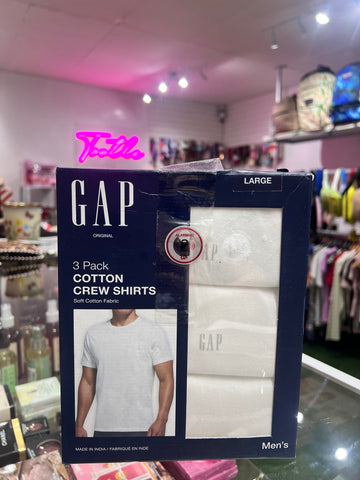 Thalla
LARGE
GAP
ORIGINAL
3 Pack
COTTON
CREW SHIRTS
Soft Cotton Fabric
GAP
GAP
MADE IN INDIA / FABRIQUÉ EN INDE
Men's